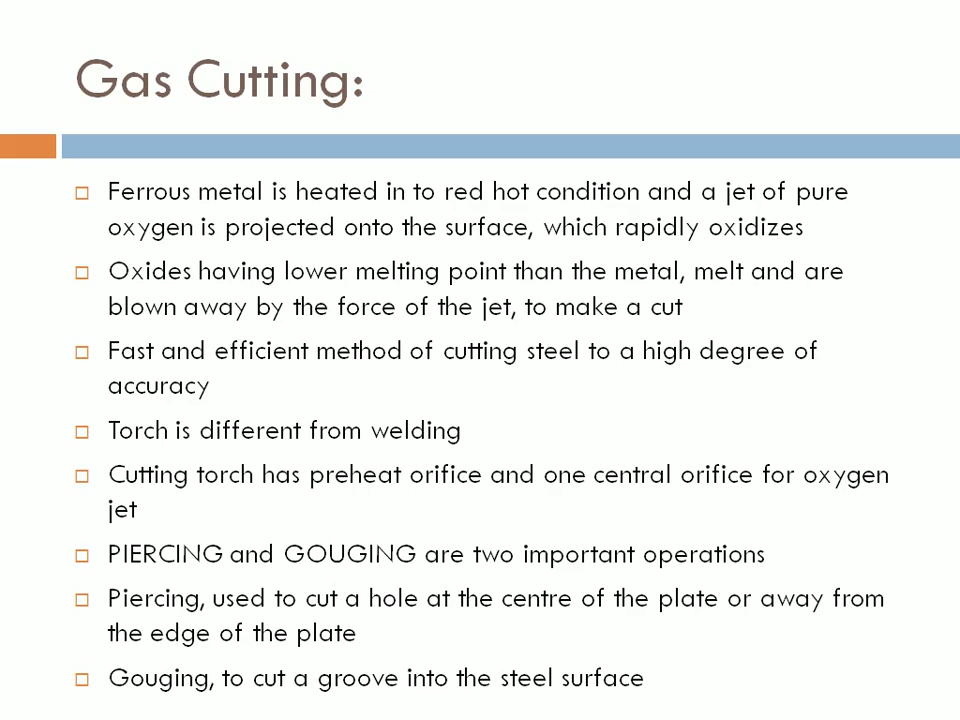 Gas Cutting:
Ferrous metal is heated in to red hot condition and a jet of pure
oxygen is projected onto the surface, which rapidly oxidizes
Oxides having lower melting point than the metal, melt and are
blown away by the force of the jet, to make a cut
Fast and efficient method of cutting steel to a high degree of
accuracy
Torch is different from welding
Cutting torch has preheat orifice and one central orifice for oxygen
jet
PIERCING and GOUGING are two important operations
Piercing, used to cut a hole at the centre of the plate or away from
the edge of the plate
Gouging, to cut a groove into the steel surface